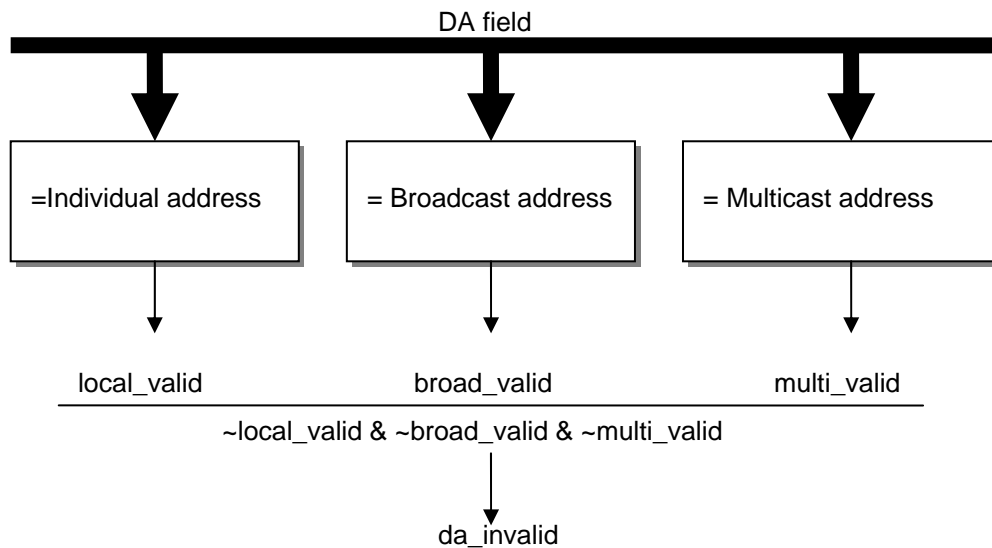 DA field
=Individual address
= Broadcast address
= Multicast address
local_valid
broad_valid
multi_valid
~local_valid & ~broad_valid & ~multi_valid
da_invalid